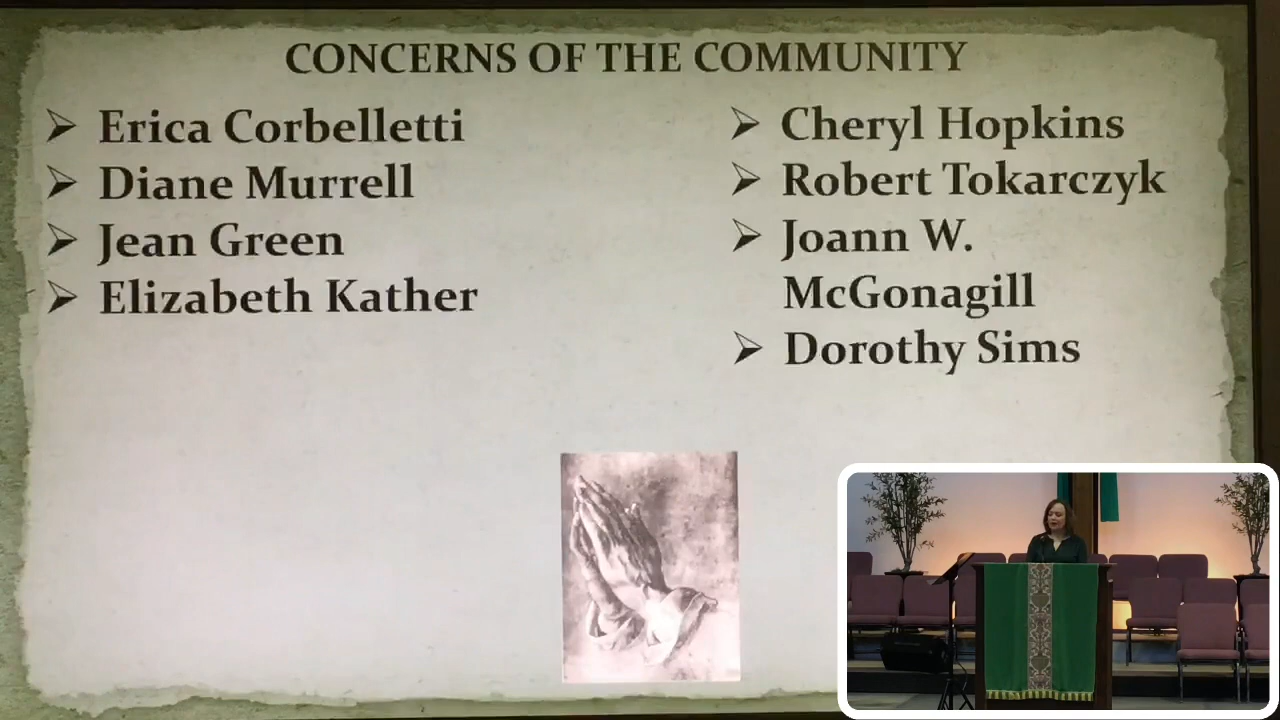 CONCERNS OF THE COMMUNITY
Erica Corbelletti
Diane Murrell
Jean Green
Elizabeth Kather
Cheryl Hopkins
Robert Tokarczyk
Joann W.
McGonagill
Dorothy Sims